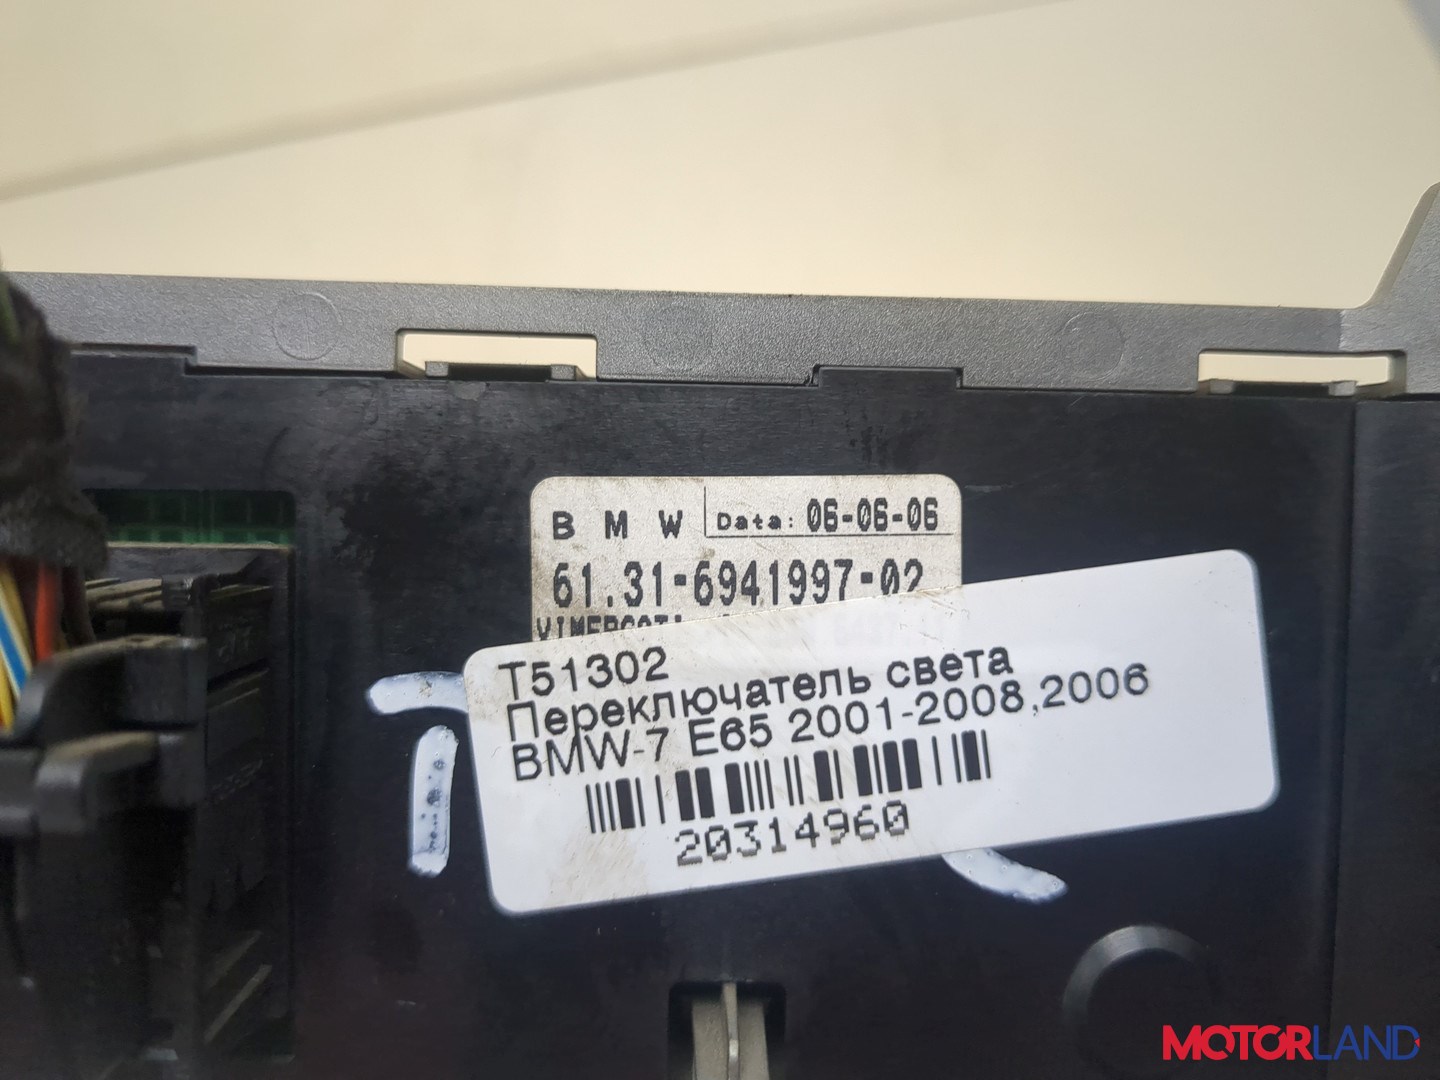 BMW Data: 06-06-06
61.31-6941997-02
T51302
Переключатель света
BMW-7 E65 2001-2008,2006
20314960
MOTORLAND